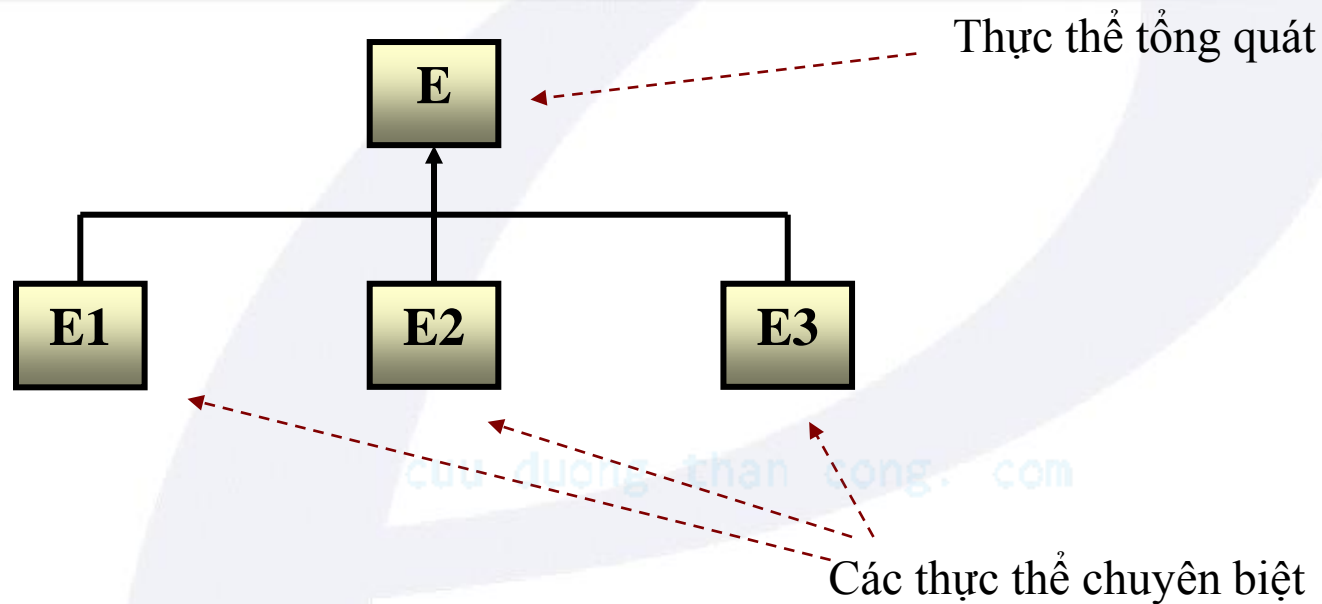 Thực thể tổng quát
E
E1 E2 E3
cuu duong than cong. com
Các thực thể chuyên biệt